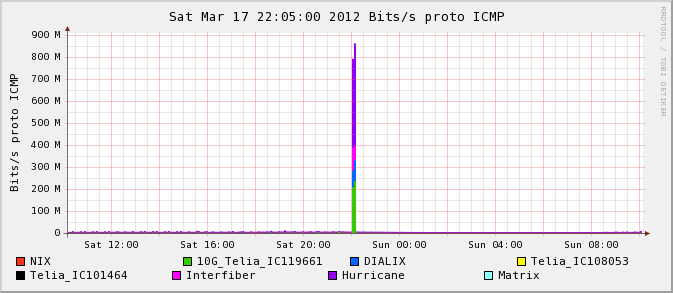 Sat Mar 17 22:05:00 2012 Bits/s proto ICMP
RRDTOOL / TOBI OETIKER
Bits/s proto ICMP
900 M
800 M
700 M
600 M
500 M
400 M
300 M
200 M
100 M
0
Sat 12:00 Sat 16:00 Sat 20:00 Sun 00:00 Sun 04:00 Sun 08:00
NIX 10G_Telia_IC119661 DIALIX Telia_IC108053
Telia_IC101464 Interfiber Hurricane Matrix